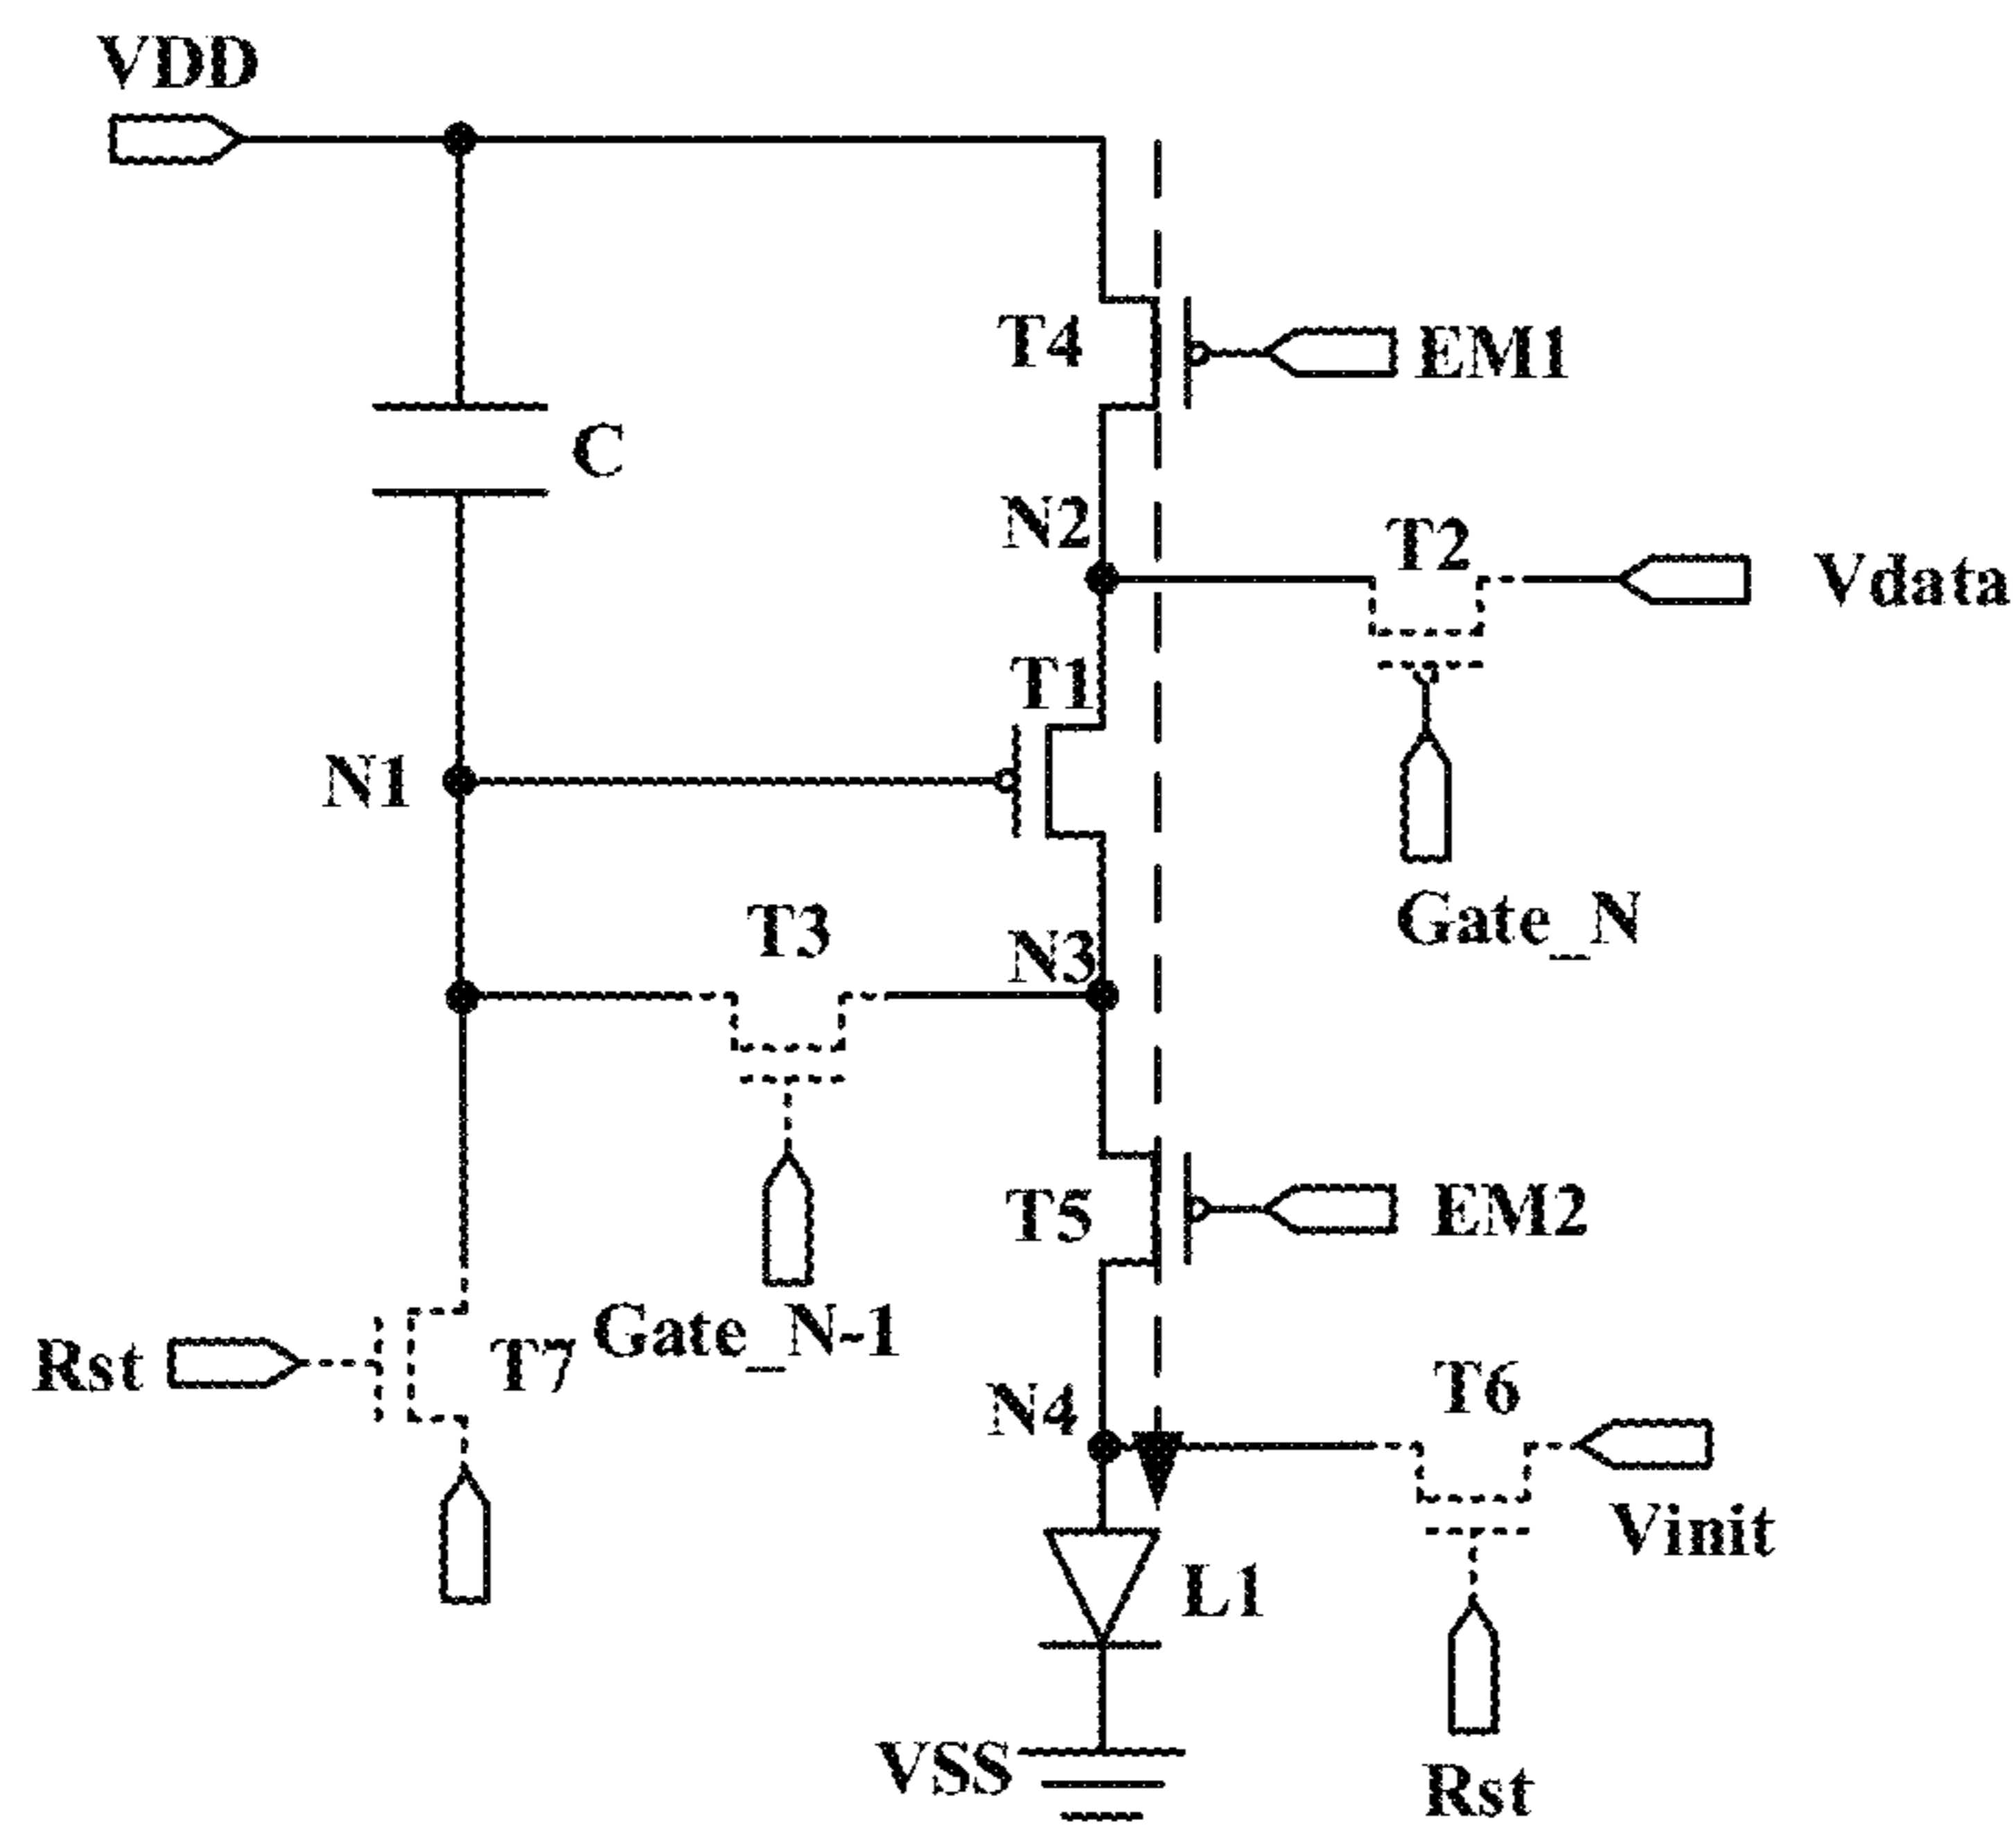 VDD
T4
EM1
C
N2
T2
Vdata
T1
N1
Gate_N
T3
N3
T5
EM2
Gate_N-1
Rst
T7
N4
T6
Vinit
L1
VSS
Rst